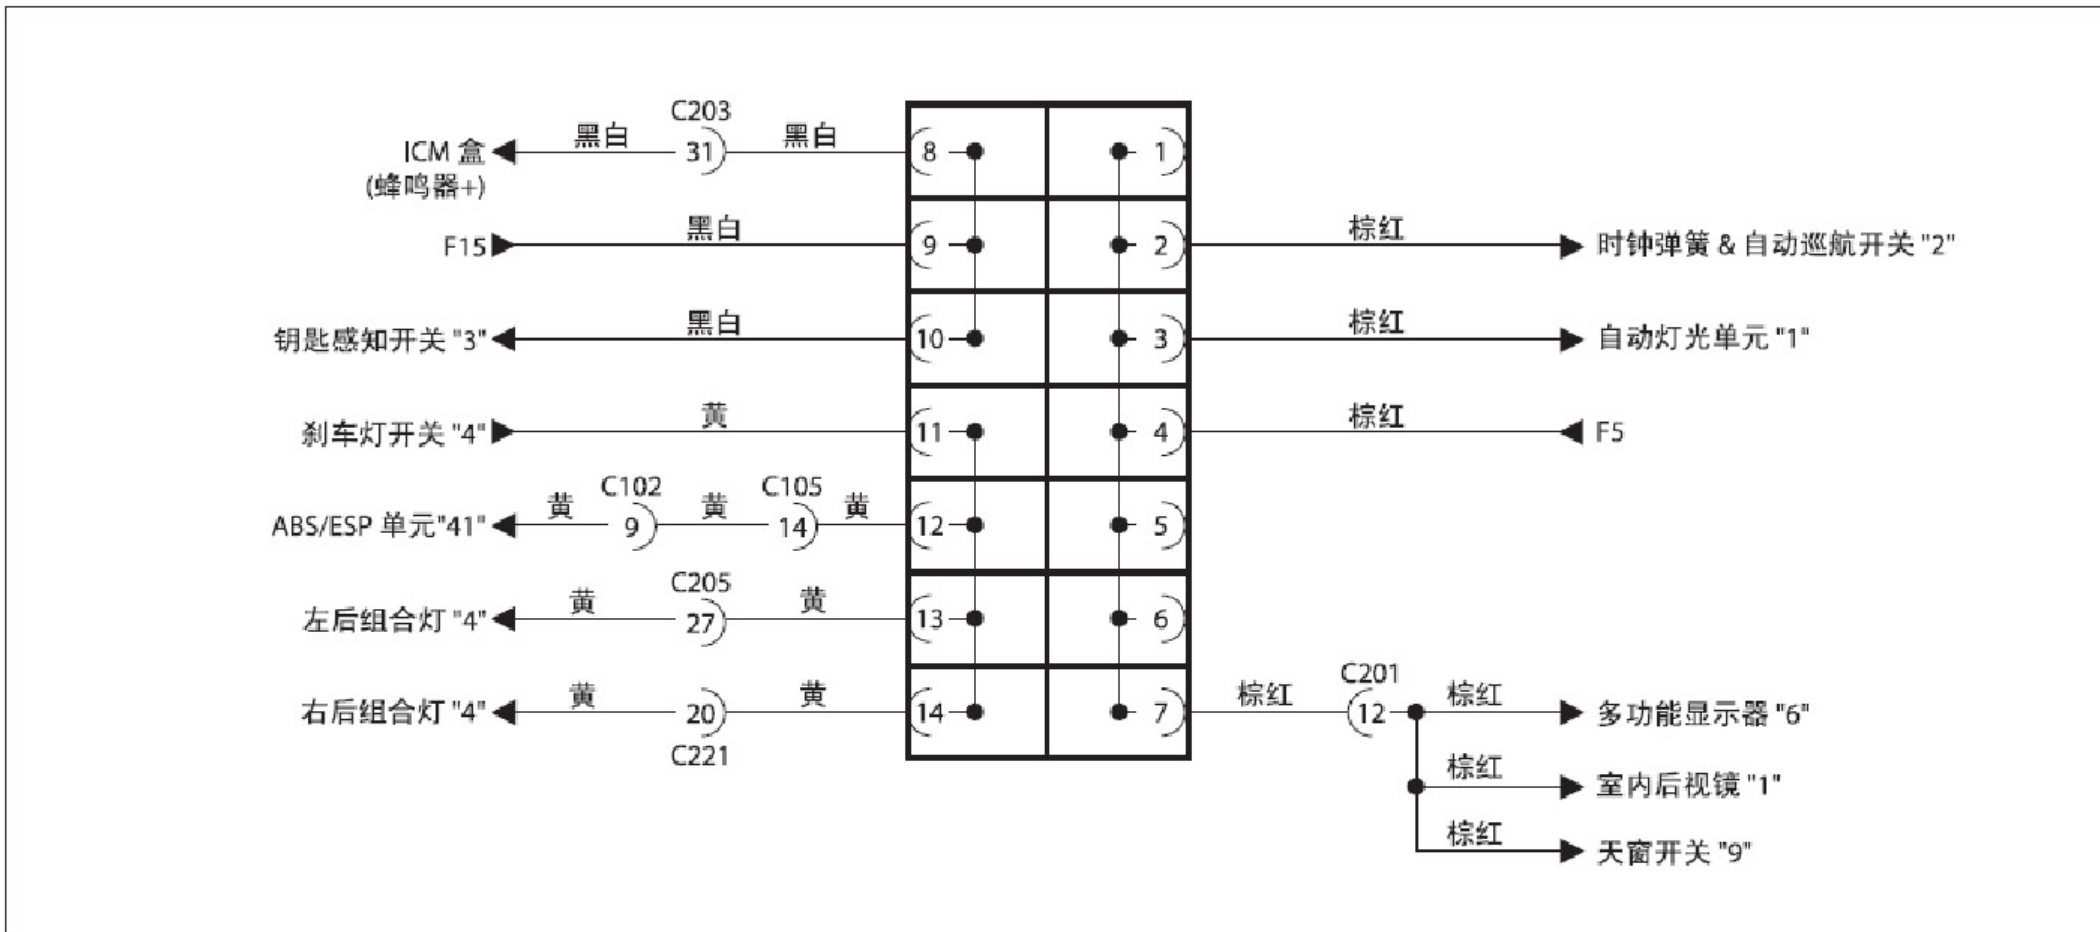 C203
黑白 31 黑白 8 1
ICM 盒
(蜂鸣器+)
F15 黑白 9 2 棕红 时钟弹簧 & 自动巡航开关 "2"
钥匙感知开关 "3" 黑白 10 3 棕红 自动灯光单元 "1"
刹车灯开关 "4" 黄 11 4 棕红 F5
C102 C105
ABS/ESP 单元"41" 黄 9 黄 14 黄 12 5
C205
左后组合灯 "4" 黄 27 黄 13 6
C201
右后组合灯 "4" 黄 20 黄 14 7 棕红 12 棕红 多功能显示器 "6"
C221
棕红 室内后视镜 "1"
棕红 天窗开关 "9"